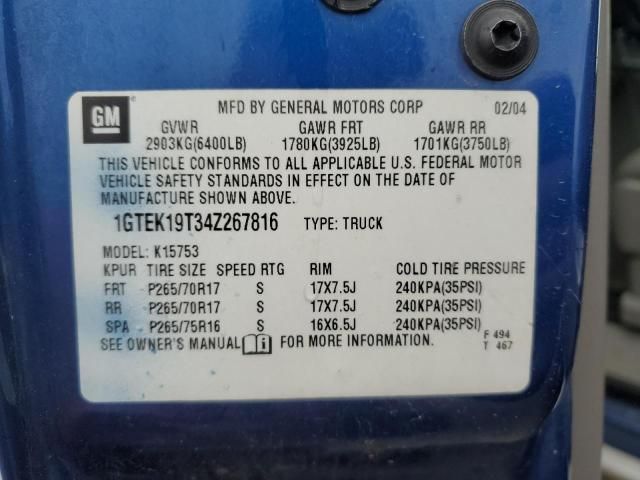 GM
MFD BY GENERAL MOTORS CORP 02/04
GVWR GAWR FRT GAWR RR
2903KG(6400LB) 1780KG(3925LB) 1701KG(3750LB)
THIS VEHICLE CONFORMS TO ALL APPLICABLE U.S. FEDERAL MOTOR
VEHICLE SAFETY STANDARDS IN EFFECT ON THE DATE OF
MANUFACTURE SHOWN ABOVE.
1GTEK19T34Z267816 TYPE: TRUCK
MODEL: K15753
KPUR TIRE SIZE SPEED RTG RIM COLD TIRE PRESSURE
FRT P265/70R17 S 17X7.5J 240KPA(35PSI)
RR P265/70R17 S 17X7.5J 240KPA(35PSI)
SPA P265/75R16 S 16X6.5J 240KPA(35PSI)
SEE OWNER'S MANUAL FOR MORE INFORMATION.
F 494
T 467